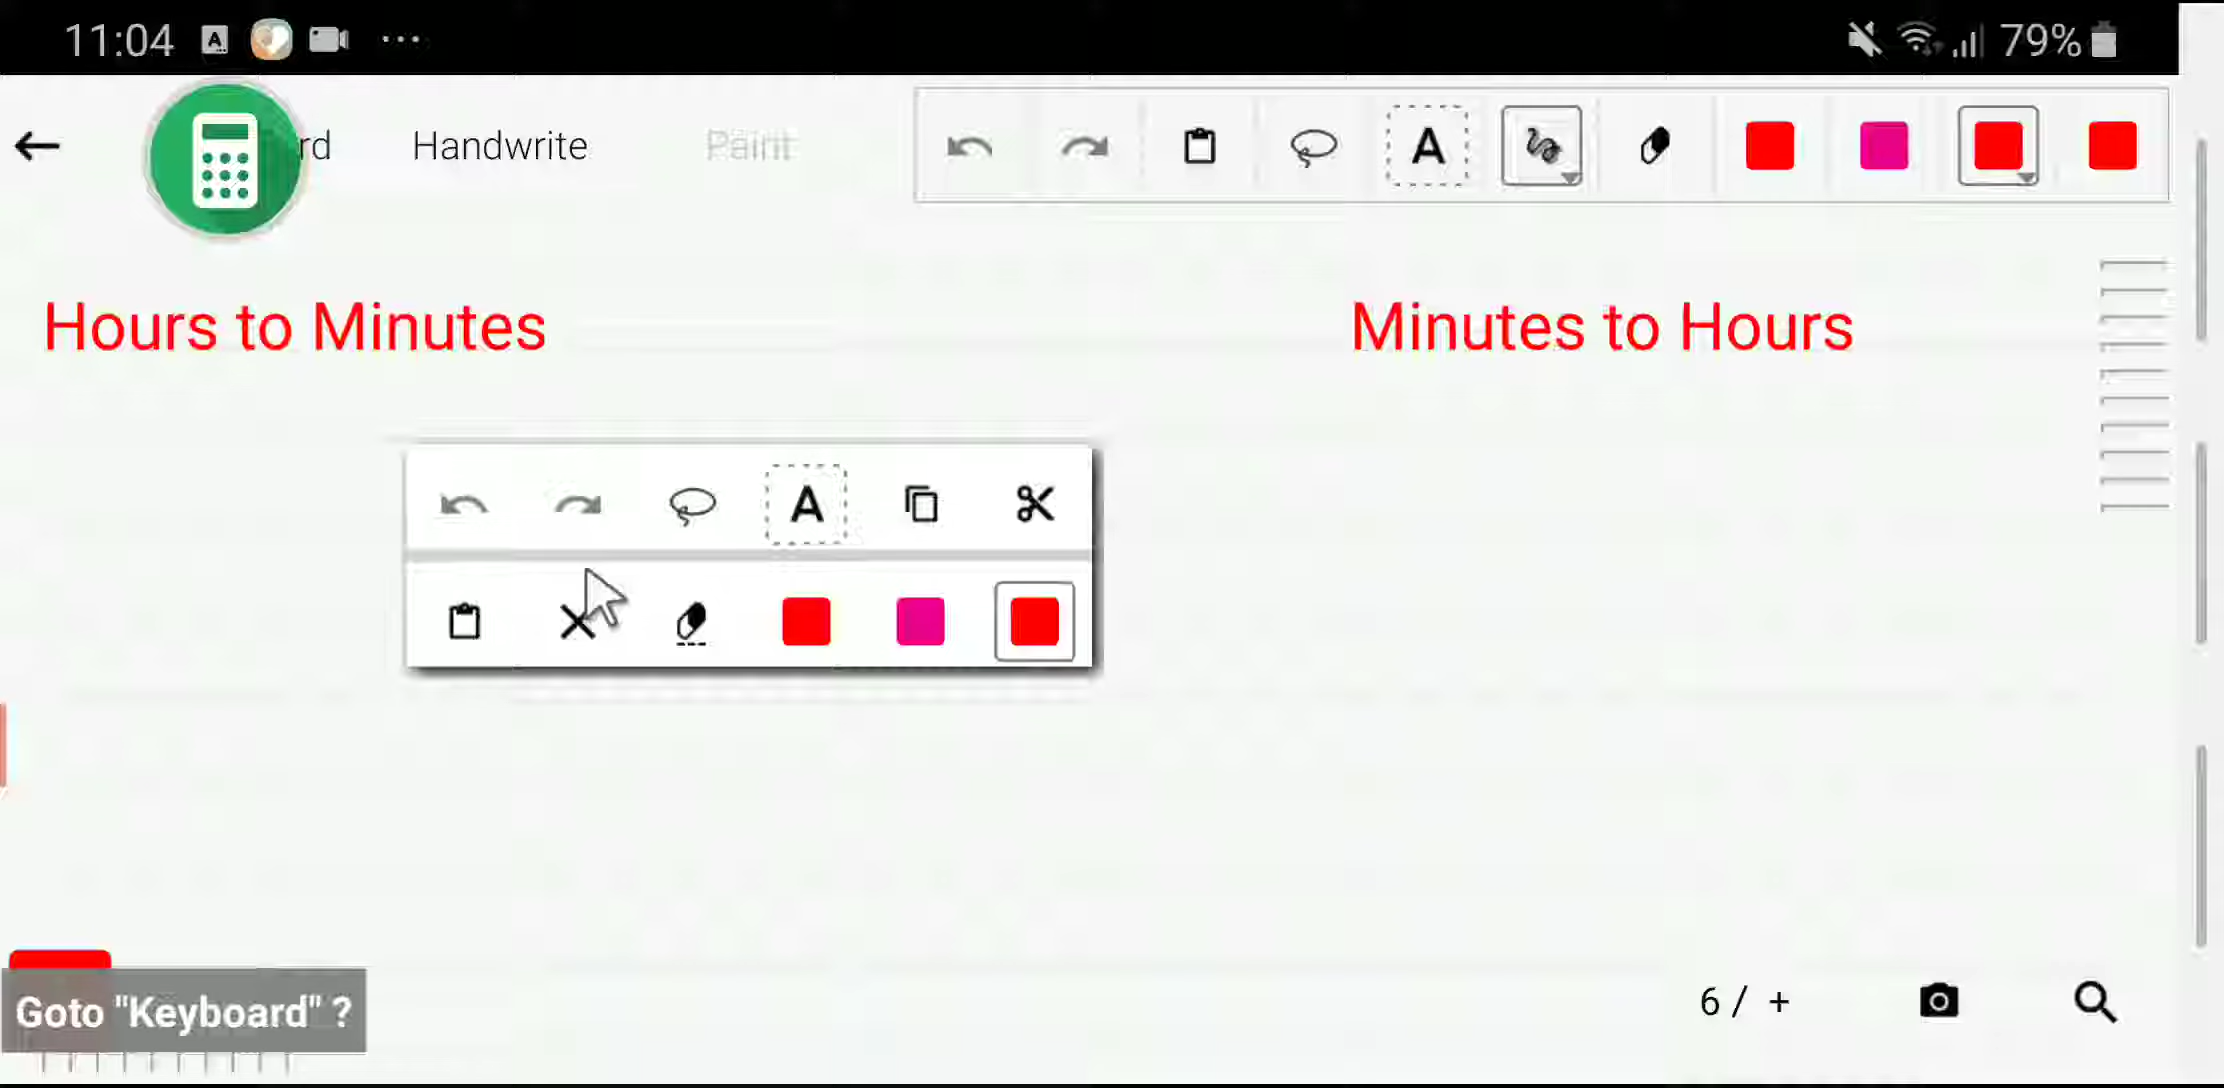 11:04
79%
rd
Handwrite
Paint
A
Hours to Minutes
Minutes to Hours
A
6 / +
Goto "Keyboard" ?